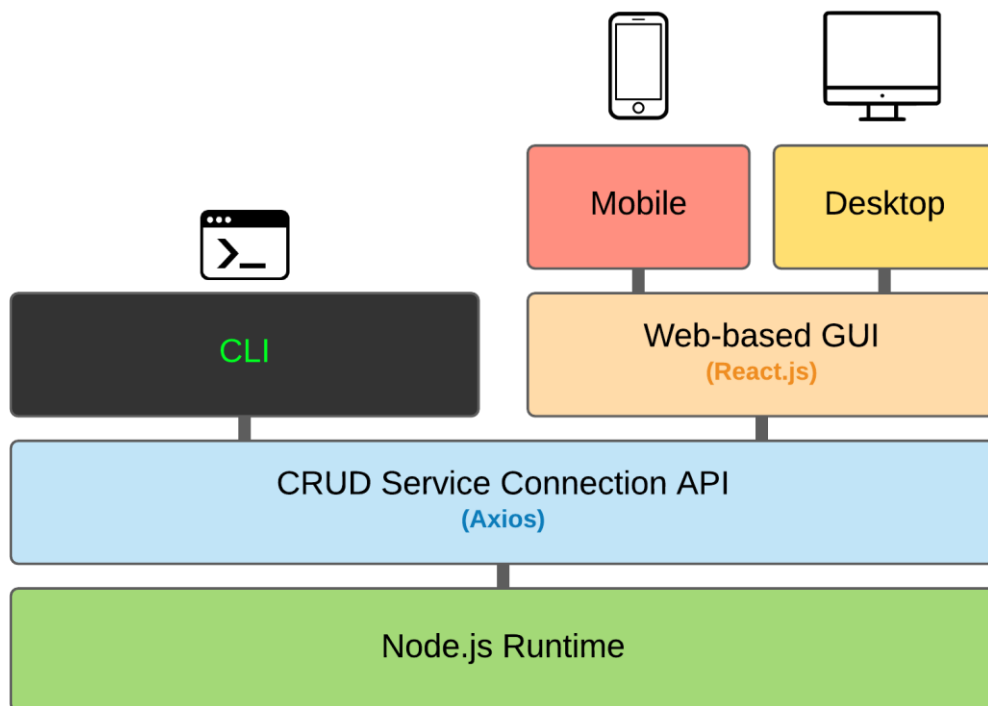 Mobile
Desktop
CLI
Web-based GUI
(React.js)
CRUD Service Connection API
(Axios)
Node.js Runtime